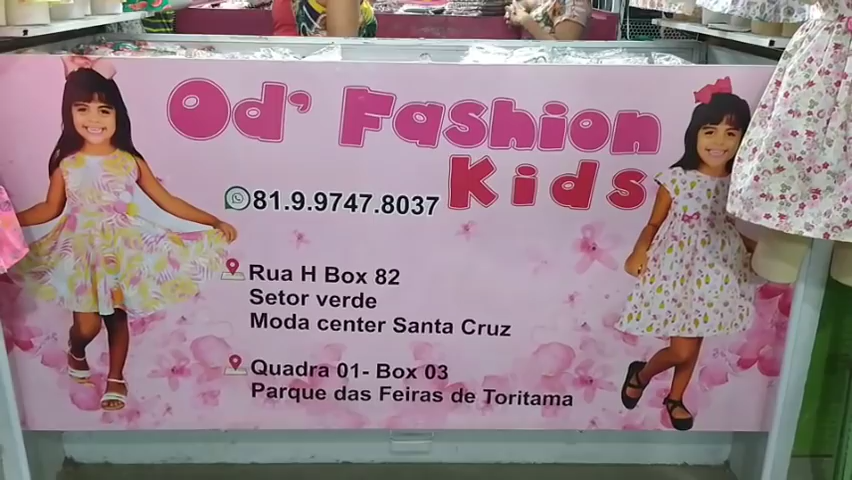 Od' Fashion
Kids
81.9.9747.8037
Rua H Box 82
Setor verde
Moda center Santa Cruz
Quadra 01- Box 03
Parque das Feiras de Toritama